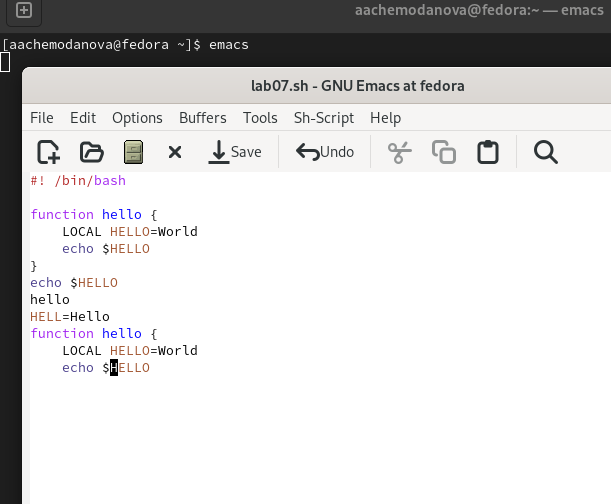 aachemodanova@fedora:~ — emacs
[aachemodanova@fedora ~]$ emacs
lab07.sh - GNU Emacs at fedora
File Edit Options Buffers Tools Sh-Script Help
Save Undo
#! /bin/bash
function hello {
    LOCAL HELLO=World
    echo $HELLO
}
echo $HELLO
hello
HELL=Hello
function hello {
    LOCAL HELLO=World
    echo $HELLO